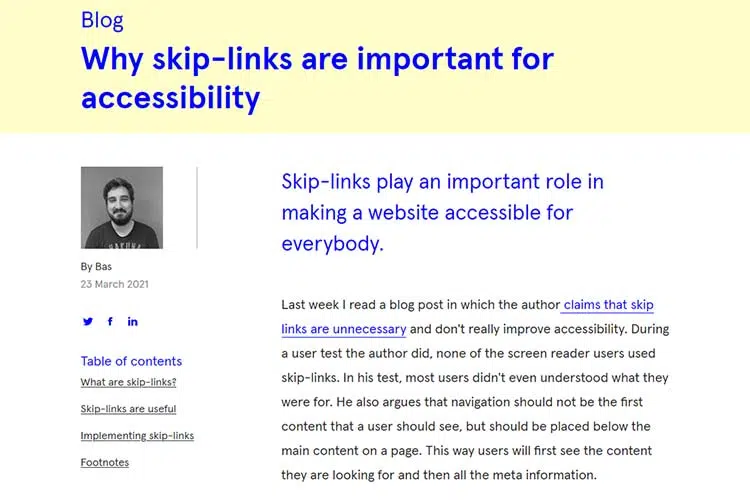 Blog
Why skip-links are important for
accessibility
By Bas
23 March 2021
Table of contents
What are skip-links?
Skip-links are useful
Implementing skip-links
Footnotes
Skip-links play an important role in
making a website accessible for
everybody.
Last week I read a blog post in which the author claims that skip
links are unnecessary and don't really improve accessibility. During
a user test the author did, none of the screen reader users used
skip-links. In his test, most users didn't even understood what they
were for. He also argues that navigation should not be the first
content that a user should see, but should be placed below the
main content on a page. This way users will first see the content
they are looking for and then all the meta information.